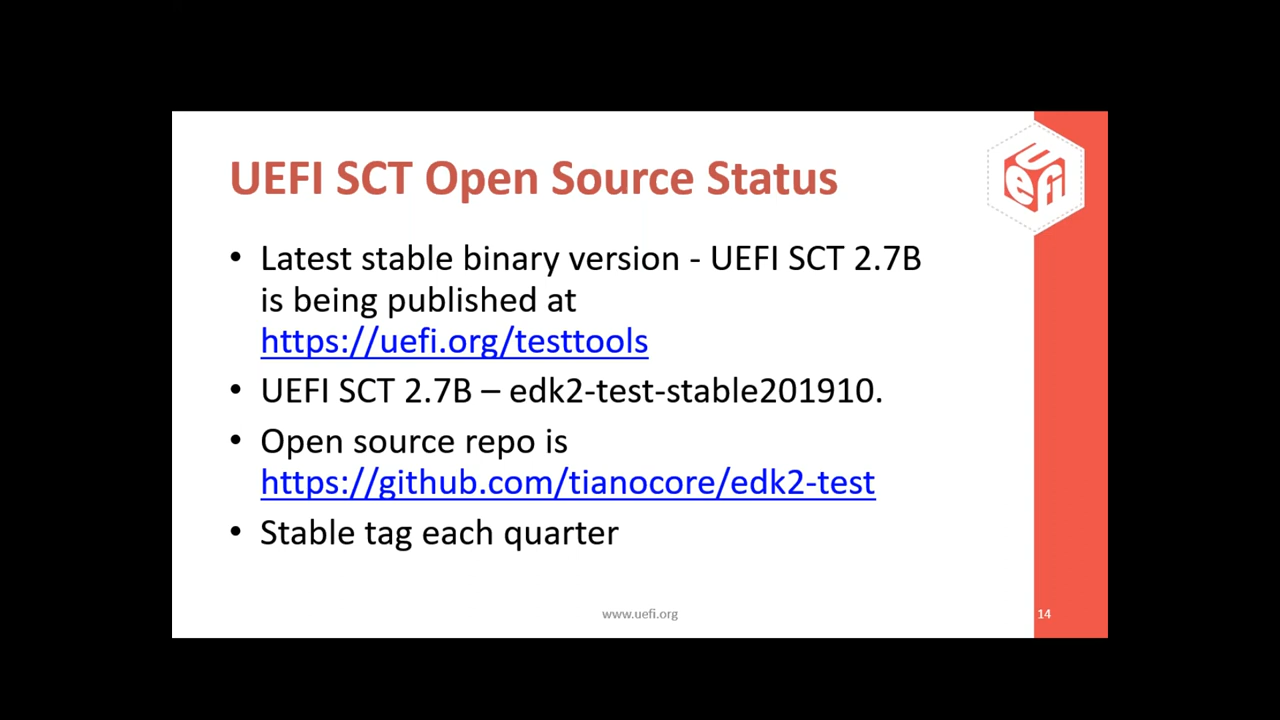 UEFI SCT Open Source Status
• Latest stable binary version - UEFI SCT 2.7B
is being published at
https://uefi.org/testtools
• UEFI SCT 2.7B – edk2-test-stable201910.
• Open source repo is
https://github.com/tianocore/edk2-test
• Stable tag each quarter
www.uefi.org
14
UEFI